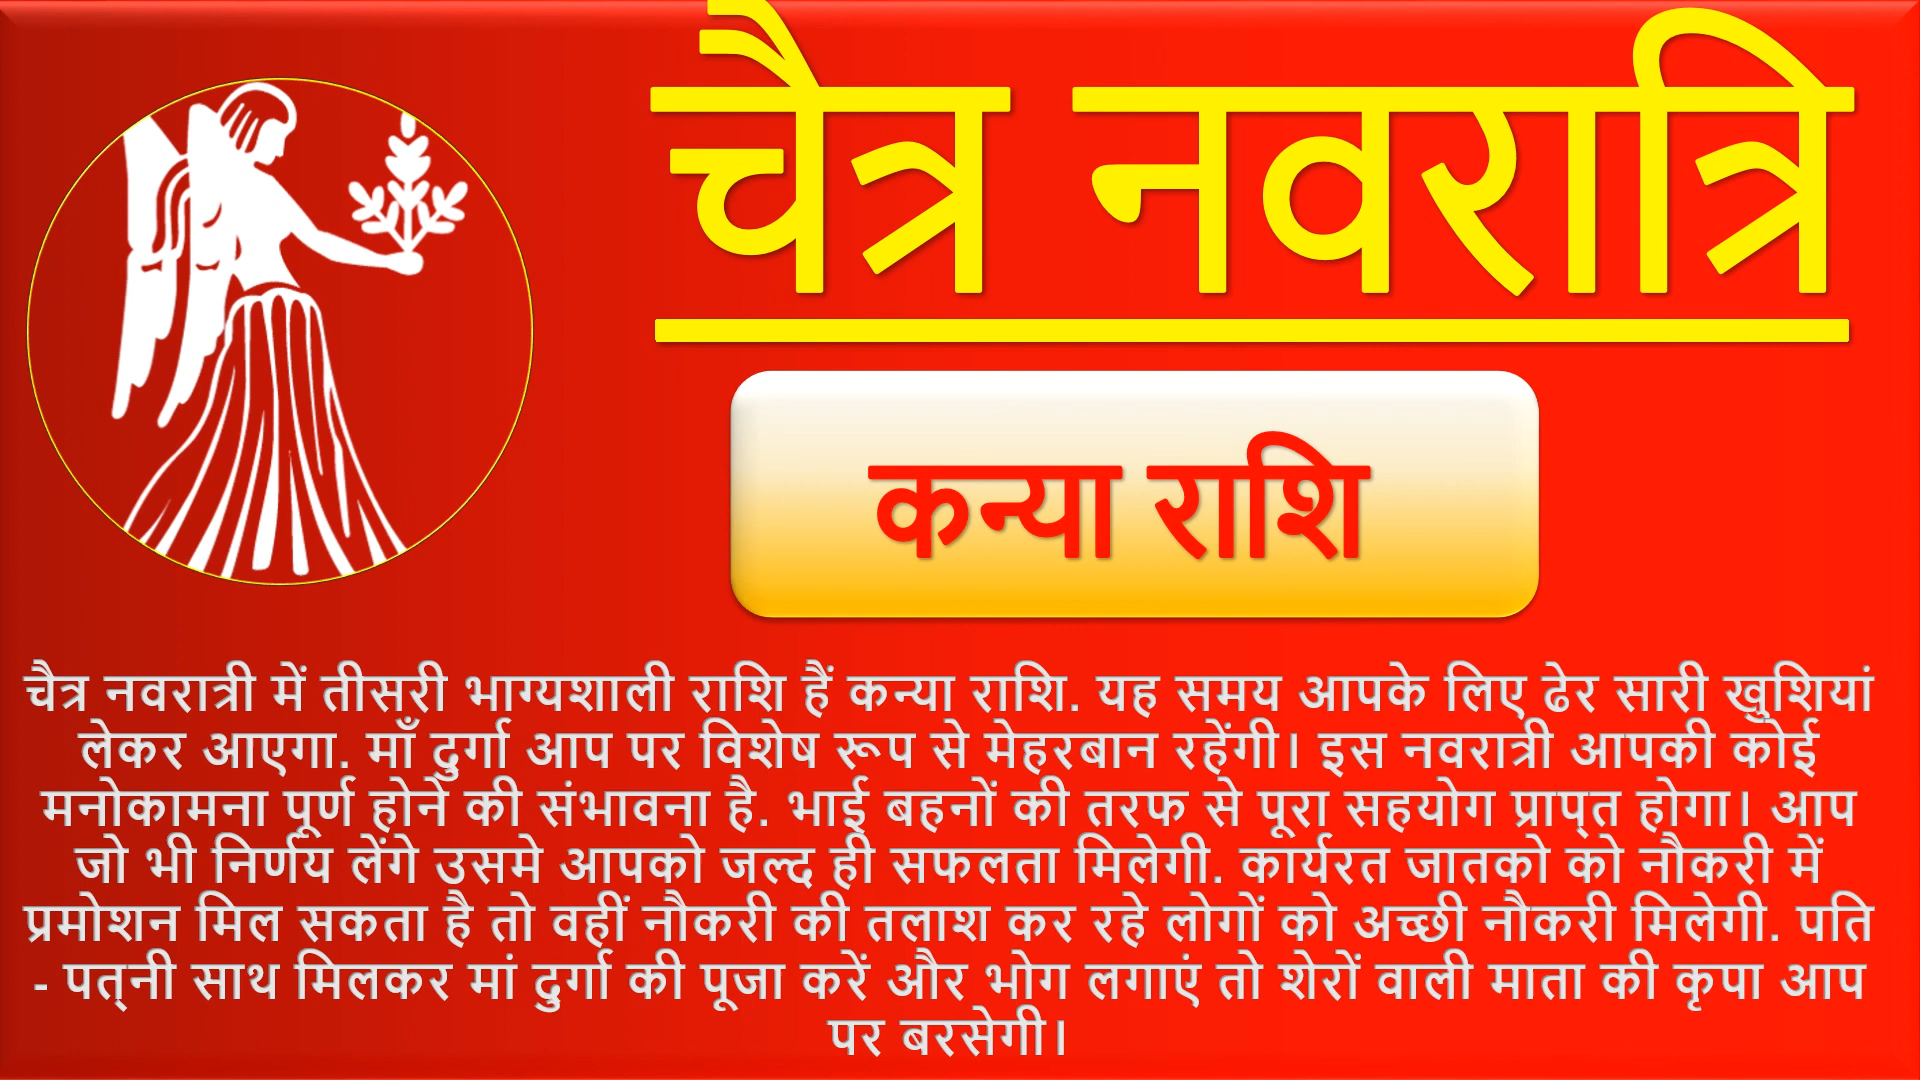 चैत्र नवरात्रि
कन्या राशि
चैत्र नवरात्री में तीसरी भाग्यशाली राशि हैं कन्या राशि. यह समय आपके लिए ढेर सारी खुशियां
लेकर आएगा. माँ दुर्गा आप पर विशेष रूप से मेहरबान रहेंगी। इस नवरात्री आपकी कोई
मनोकामना पूर्ण होने की संभावना है. भाई बहनों की तरफ से पूरा सहयोग प्राप्त होगा। आप
जो भी निर्णय लेंगे उसमे आपको जल्द ही सफलता मिलेगी. कार्यरत जातको को नौकरी में
प्रमोशन मिल सकता है तो वहीं नौकरी की तलाश कर रहे लोगों को अच्छी नौकरी मिलेगी. पति
- पत्नी साथ मिलकर मां दुर्गा की पूजा करें और भोग लगाएं तो शेरों वाली माता की कृपा आप
पर बरसेगी।